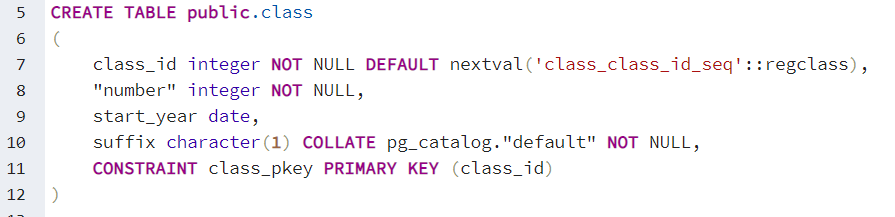 5 CREATE TABLE public.class
6 (
7 class_id integer NOT NULL DEFAULT nextval('class_class_id_seq'::regclass),
8 "number" integer NOT NULL,
9 start_year date,
10 suffix character(1) COLLATE pg_catalog."default" NOT NULL,
11 CONSTRAINT class_pkey PRIMARY KEY (class_id)
12 )